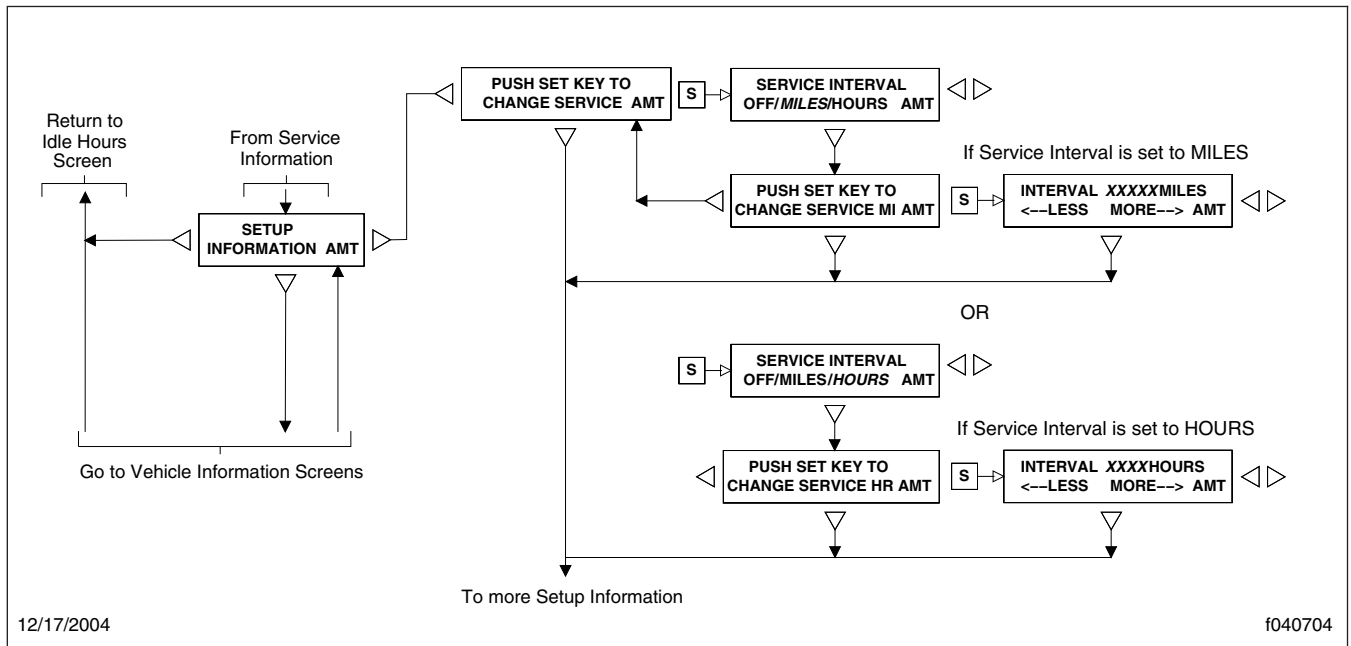 Return to
Idle Hours
Screen
From Service
Information
SETUP
INFORMATION AMT
Go to Vehicle Information Screens
PUSH SET KEY TO
CHANGE SERVICE AMT
S
SERVICE INTERVAL
OFF/MILES/HOURS AMT
If Service Interval is set to MILES
PUSH SET KEY TO
CHANGE SERVICE MI AMT
S
INTERVAL XXXXXMILES
<--LESS MORE--> AMT
OR
S
SERVICE INTERVAL
OFF/MILES/HOURS AMT
If Service Interval is set to HOURS
PUSH SET KEY TO
CHANGE SERVICE HR AMT
S
INTERVAL XXXXHOURS
<--LESS MORE--> AMT
To more Setup Information
12/17/2004
f040704